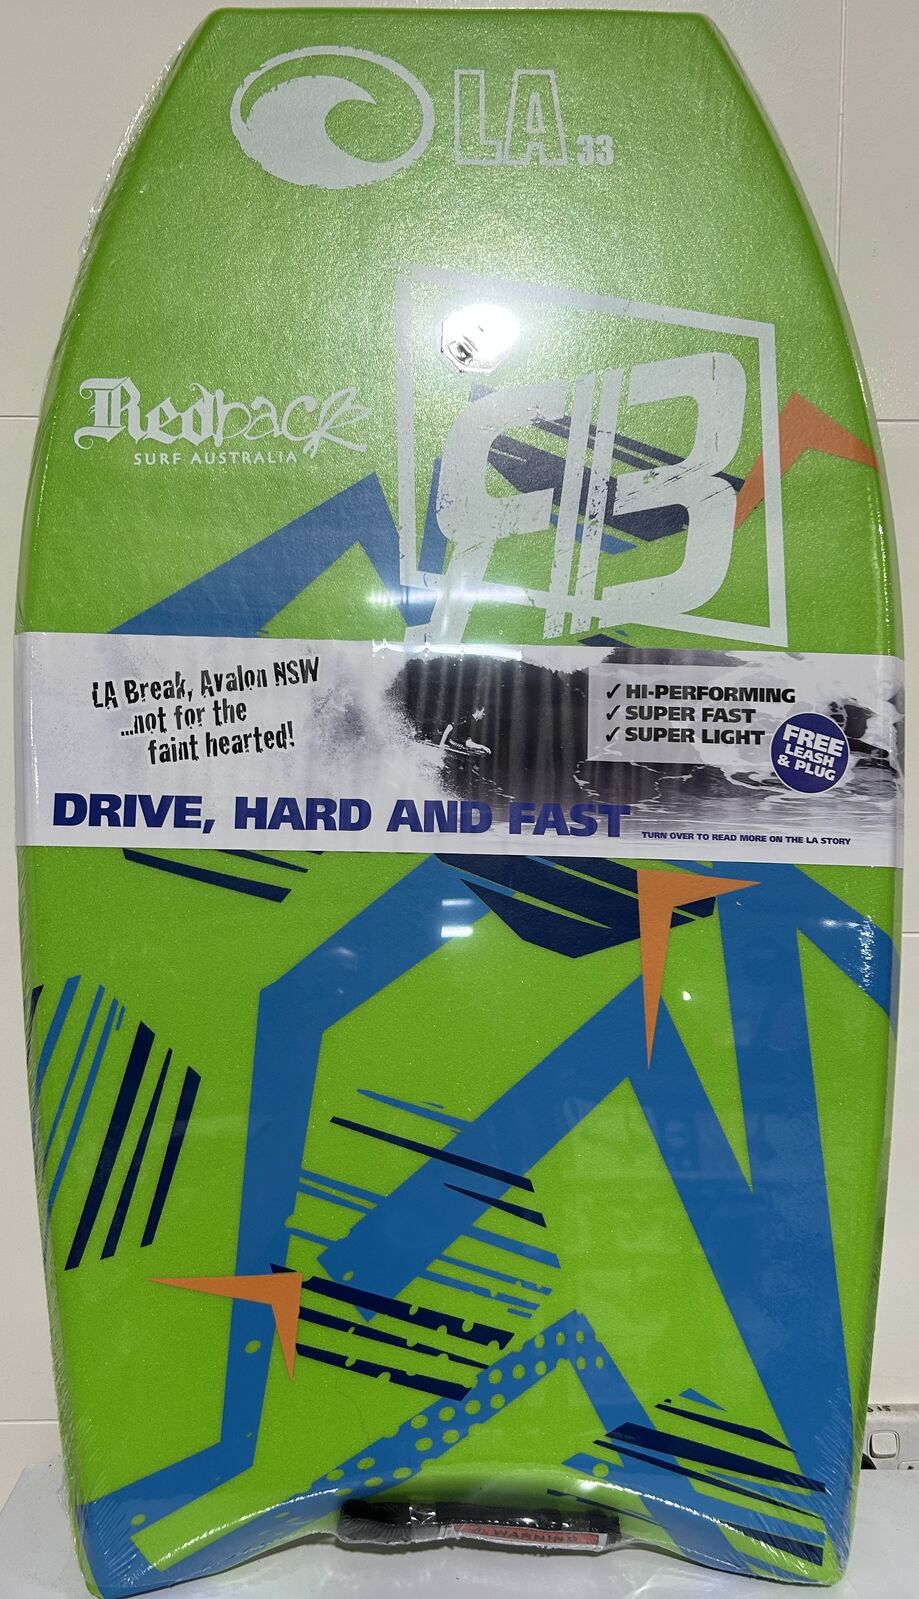 LA 33
Redback
SURF AUSTRALIA
RB
LA Break, Avalon NSW
...not for the
faint hearted!
✓ HI-PERFORMING
✓ SUPER FAST
✓ SUPER LIGHT
FREE
LEASH
& PLUG
DRIVE, HARD AND FAST
TURN OVER TO READ MORE ON THE LA STORY
WARNING